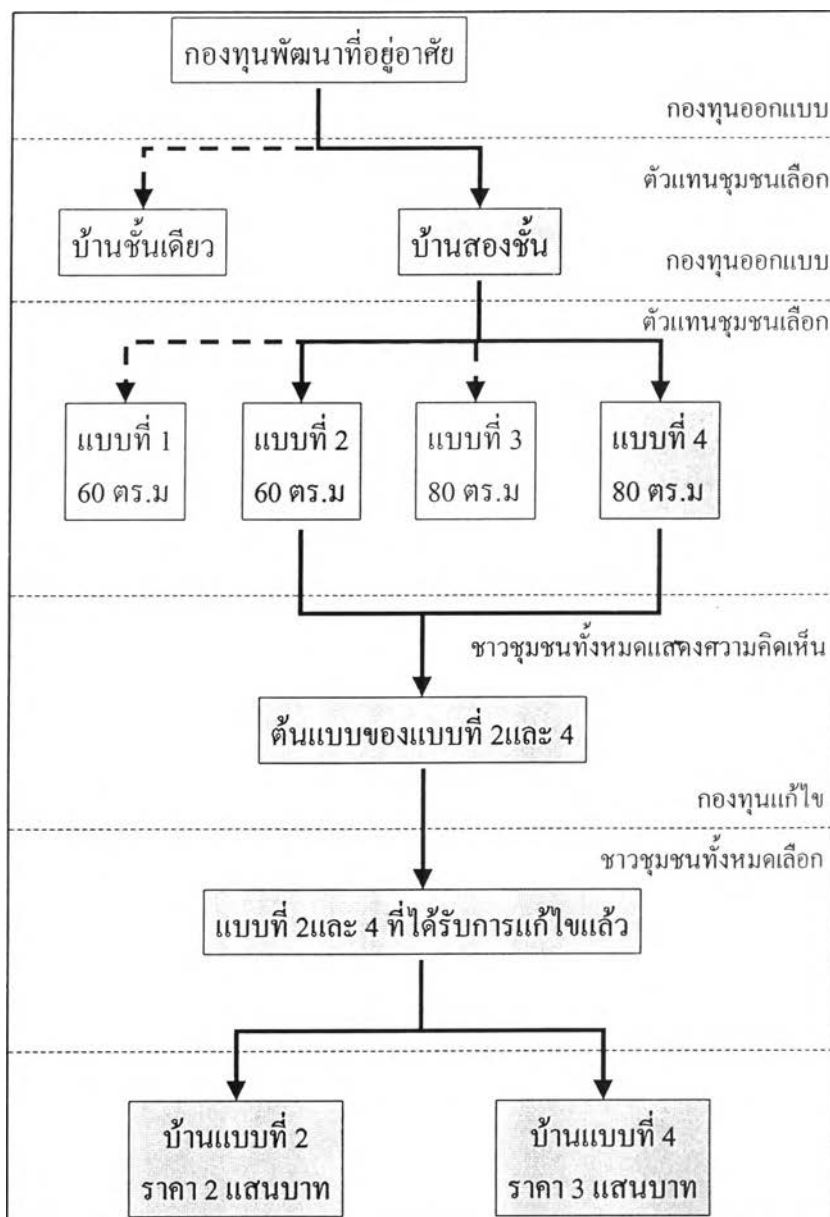 กองทุนพัฒนาที่อยู่อาศัย
กองทุนออกแบบ
ตัวแทนชุมชนเลือก
บ้านชั้นเดียว
บ้านสองชั้น
กองทุนออกแบบ
ตัวแทนชุมชนเลือก
แบบที่ 1
60 ตร.ม
แบบที่ 2
60 ตร.ม
แบบที่ 3
80 ตร.ม
แบบที่ 4
80 ตร.ม
ชาวชุมชนทั้งหมดแสดงความคิดเห็น
ต้นแบบของแบบที่ 2และ 4
กองทุนแก้ไข
ชาวชุมชนทั้งหมดเลือก
แบบที่ 2และ 4 ที่ได้รับการแก้ไขแล้ว
บ้านแบบที่ 2
ราคา 2 แสนบาท
บ้านแบบที่ 4
ราคา 3 แสนบาท